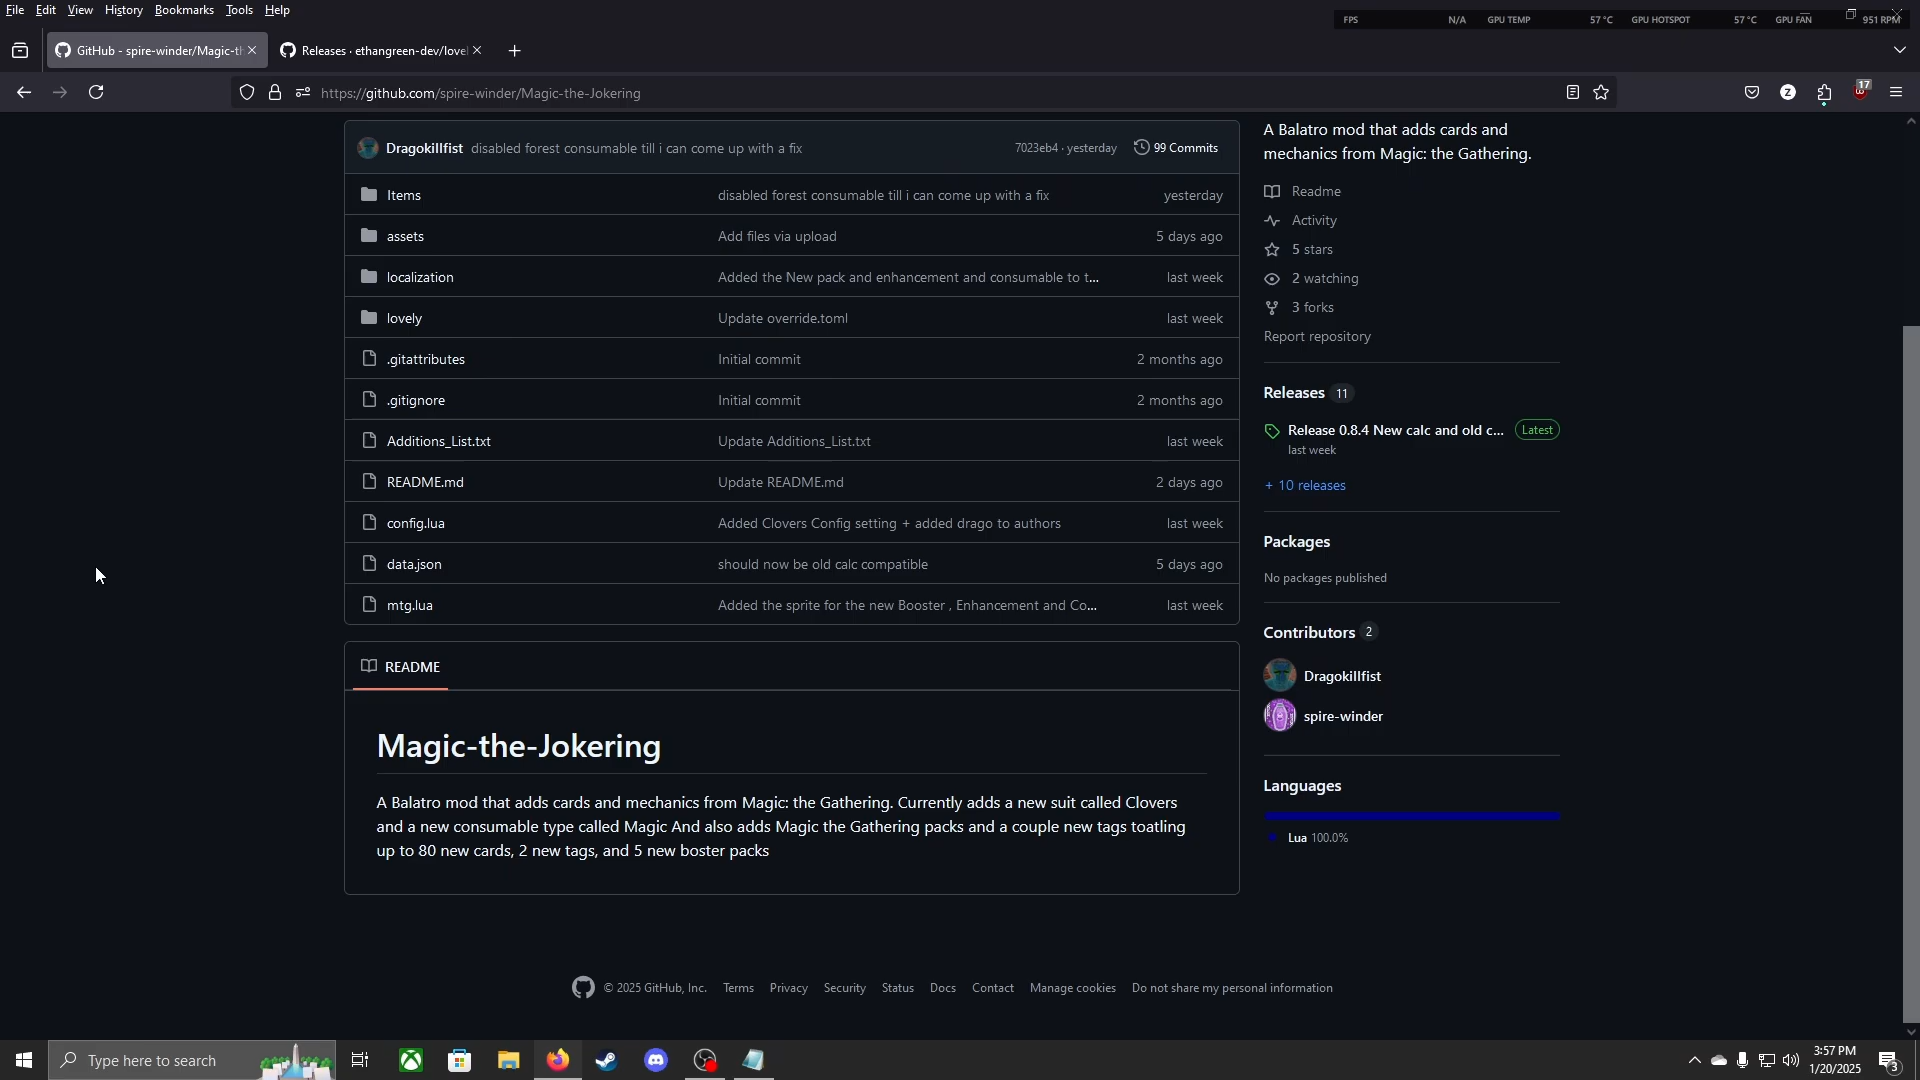 File Edit View History Bookmarks Tools Help
FPS N/A GPU TEMP 57 °C GPU HOTSPOT 57 °C GPU FAN 951 RPM
GitHub - spire-winder/Magic-th
Releases · ethangreen-dev/lovel
https://github.com/spire-winder/Magic-the-Jokering
17
Dragokillfist disabled forest consumable till i can come up with a fix 7023eb4 · yesterday 99 Commits
Items disabled forest consumable till i can come up with a fix yesterday
assets Add files via upload 5 days ago
localization Added the New pack and enhancement and consumable to t... last week
lovely Update override.toml last week
.gitattributes Initial commit 2 months ago
.gitignore Initial commit 2 months ago
Additions_List.txt Update Additions_List.txt last week
README.md Update README.md 2 days ago
config.lua Added Clovers Config setting + added drago to authors last week
data.json should now be old calc compatible 5 days ago
mtg.lua Added the sprite for the new Booster , Enhancement and Co... last week
README
Magic-the-Jokering
A Balatro mod that adds cards and mechanics from Magic: the Gathering. Currently adds a new suit called Clovers
and a new consumable type called Magic And also adds Magic the Gathering packs and a couple new tags toatling
up to 80 new cards, 2 new tags, and 5 new boster packs
A Balatro mod that adds cards and
mechanics from Magic: the Gathering.
Readme
Activity
5 stars
2 watching
3 forks
Report repository
Releases 11
Release 0.8.4 New calc and old c... Latest
last week
+ 10 releases
Packages
No packages published
Contributors 2
Dragokillfist
spire-winder
Languages
Lua 100.0%
© 2025 GitHub, Inc. Terms Privacy Security Status Docs Contact Manage cookies Do not share my personal information
Type here to search
3:57 PM
1/20/2025
3